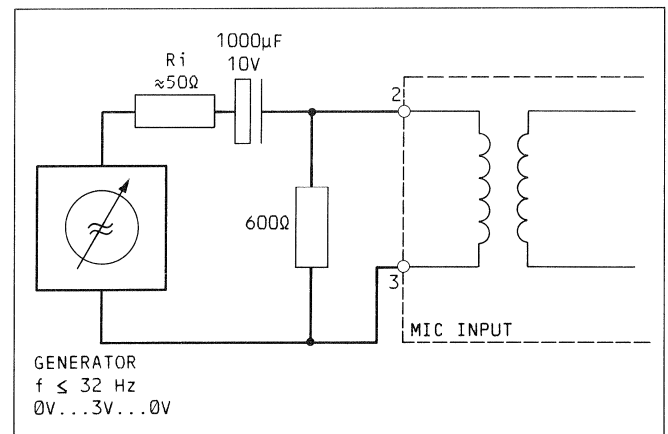 1000µF
10V
Ri
≈50Ω
2
600Ω
3
MIC INPUT
GENERATOR
f ≤ 32 Hz
0V...3V...0V